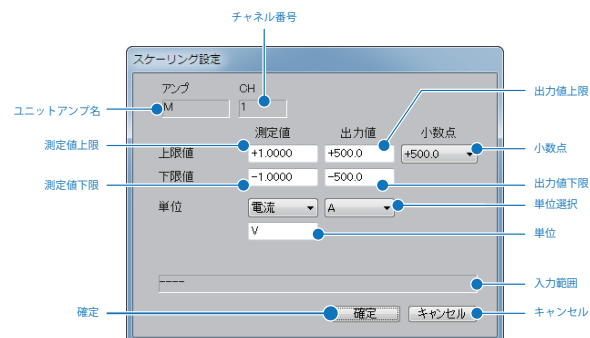 チャネル番号
スケーリング設定
アンプ CH
出力値上限
ユニットアンプ名 M 1
測定値 出力値 小数点
測定値上限 上限値 +1.0000 +500.0 +500.0 小数点
測定値下限 下限値 -1.0000 -500.0 出力値下限
単位 電流 A 単位選択
V 単位
---- 入力範囲
確定 確定 キャンセル キャンセル